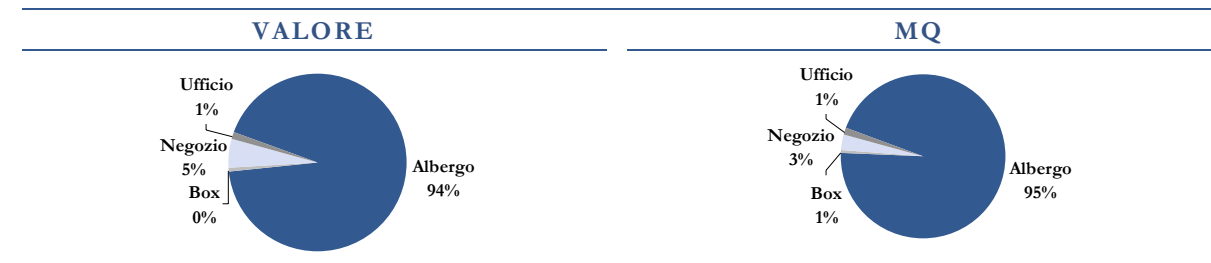 VALORE
Ufficio
1%
Negozio
5%
Box
0%
Albergo
94%
MQ
Ufficio
1%
Negozio
3%
Box
1%
Albergo
95%